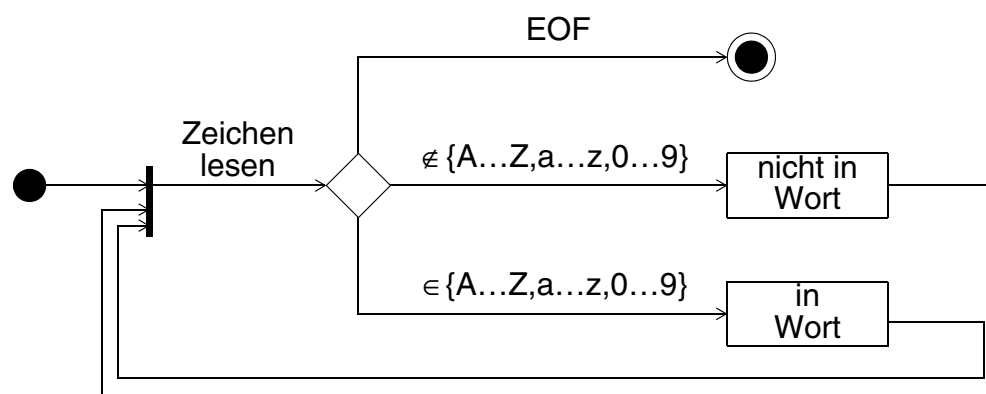 EOF
Zeichen
lesen
∉{A…Z,a…z,0…9}
nicht in
Wort
∈{A…Z,a…z,0…9}
in
Wort